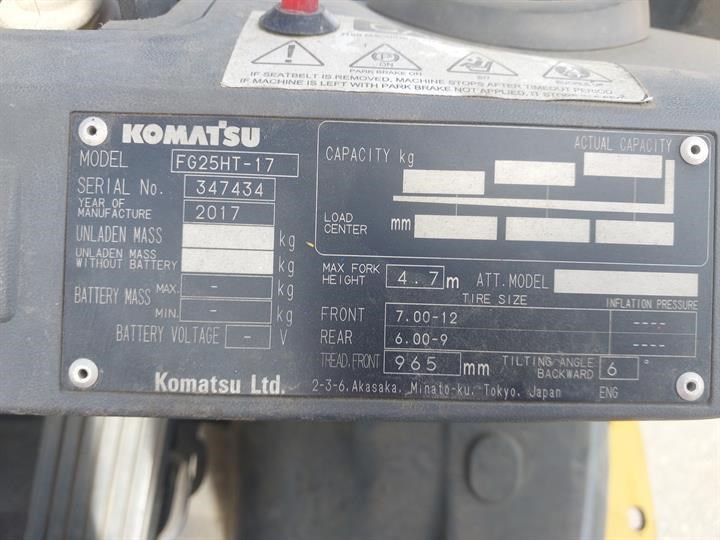 ON
PARK BRAKE ON
IF SEATBELT IS REMOVED, MACHINE STOPS AFTER TIMEOUT PERIOD.
IF MACHINE IS LEFT WITH PARK BRAKE NOT APPLIED, IT
KOMATSU
MODEL FG25HT-17
SERIAL No. 347434
YEAR OF MANUFACTURE 2017
UNLADEN MASS kg
UNLADEN MASS WITHOUT BATTERY kg
BATTERY MASS MAX. - kg
MIN. - kg
BATTERY VOLTAGE - V
Komatsu Ltd.
ACTUAL CAPACITY
CAPACITY kg
LOAD CENTER mm
MAX FORK HEIGHT 4.7 m ATT. MODEL
TIRE SIZE INFLATION PRESSURE
FRONT 7.00-12 ----
REAR 6.00-9 ----
TREAD, FRONT 965 mm TILTING ANGLE BACKWARD 6 °
2-3-6, Akasaka, Minato-ku, Tokyo, Japan ENG